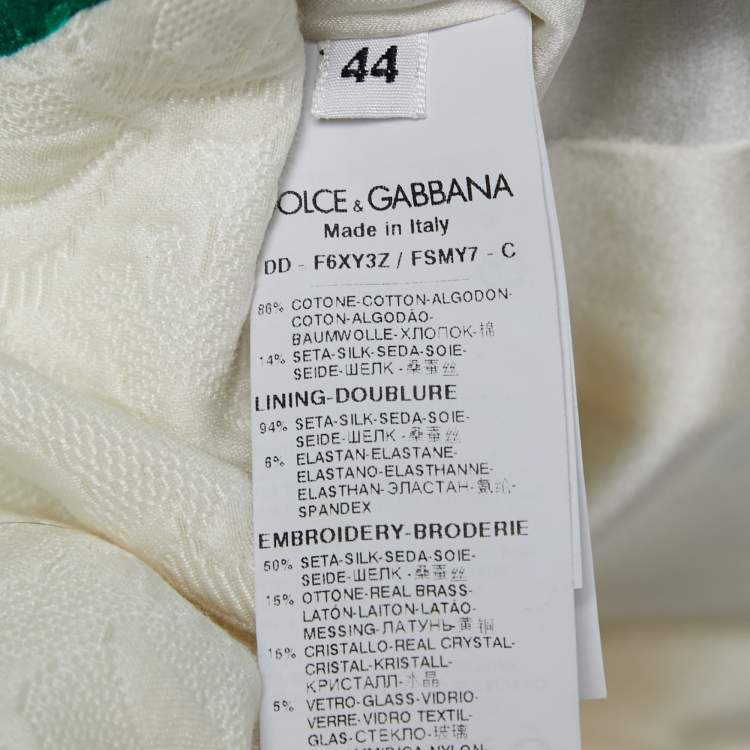 44
DOLCE & GABBANA
Made in Italy
DD - F6XY3Z / FSMY7 - C
86% COTONE-COTTON-ALGODON-
COTON-ALGODÃO-
BAUMWOLLE-ХЛОПОК-棉
14% SETA-SILK-SEDA-SOIE-
SEIDE-ШЕЛК-桑蚕丝
LINING-DOUBLURE
94% SETA-SILK-SEDA-SOIE-
SEIDE-ШЕЛК-桑蚕丝
6% ELASTAN-ELASTANE-
ELASTANO-ELASTHANNE-
ELASTHAN-ЭЛАСТАН-氨纶-
SPANDEX
EMBROIDERY-BRODERIE
50% SETA-SILK-SEDA-SOIE-
SEIDE-ШЕЛК-桑蚕丝
15% OTTONE-REAL BRASS-
LATÓN-LAITON-LATÃO-
MESSING-ЛАТУНЬ-黄铜
15% CRISTALLO-REAL CRYSTAL-
CRISTAL-KRISTALL-
КРИСТАЛЛ-水晶
5% VETRO-GLASS-VIDRIO-
VERRE-VIDRO TEXTIL-
GLAS-СТЕКЛО-玻璃